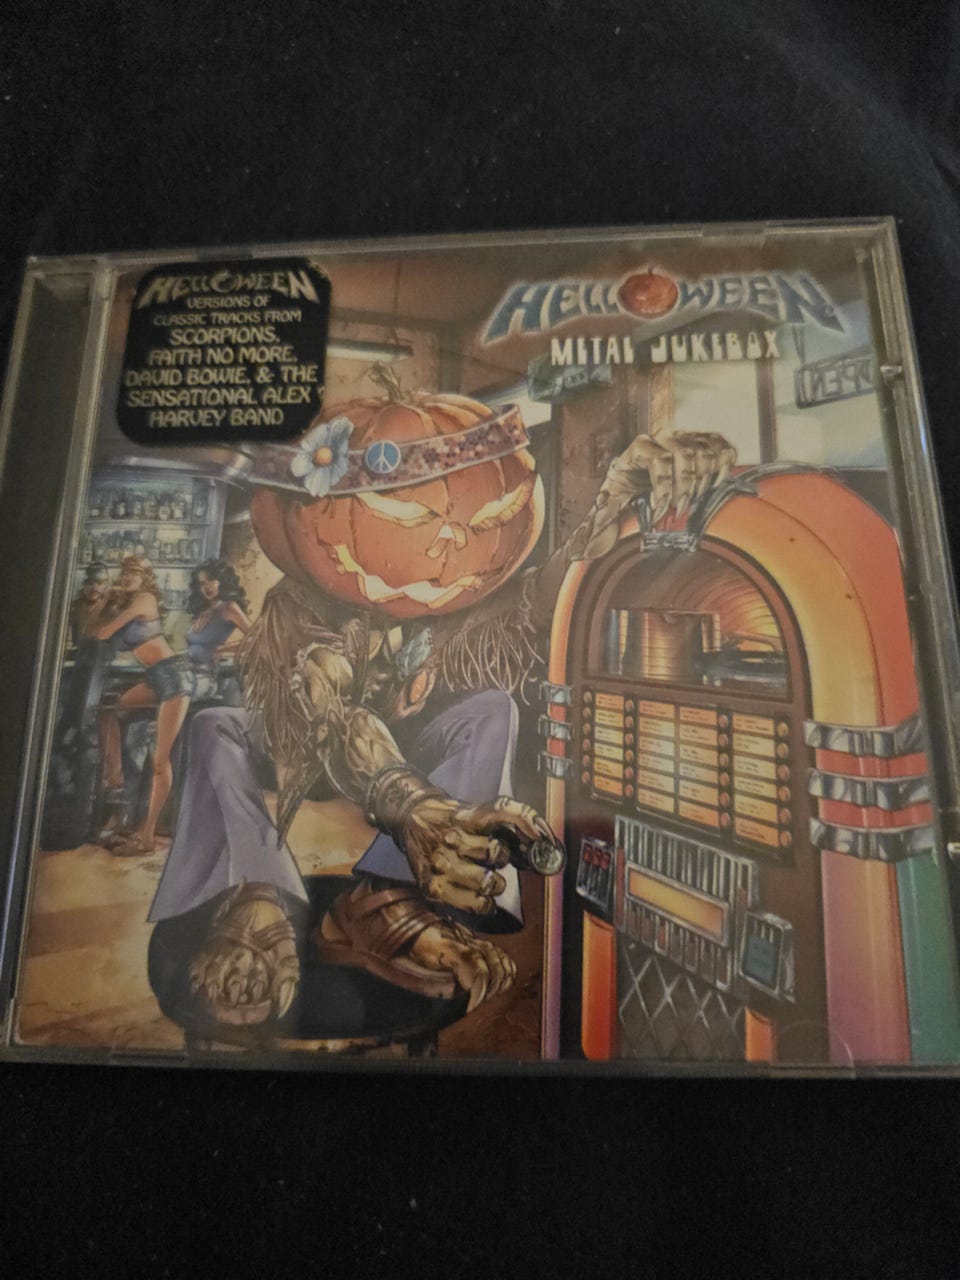 HELLOWEEN
VERSIONS OF
CLASSIC TRACKS FROM
SCORPIONS,
FAITH NO MORE,
DAVID BOWIE, & THE
SENSATIONAL ALEX
HARVEY BAND
HELLOWEEN
METAL JUKEBOX
OPEN